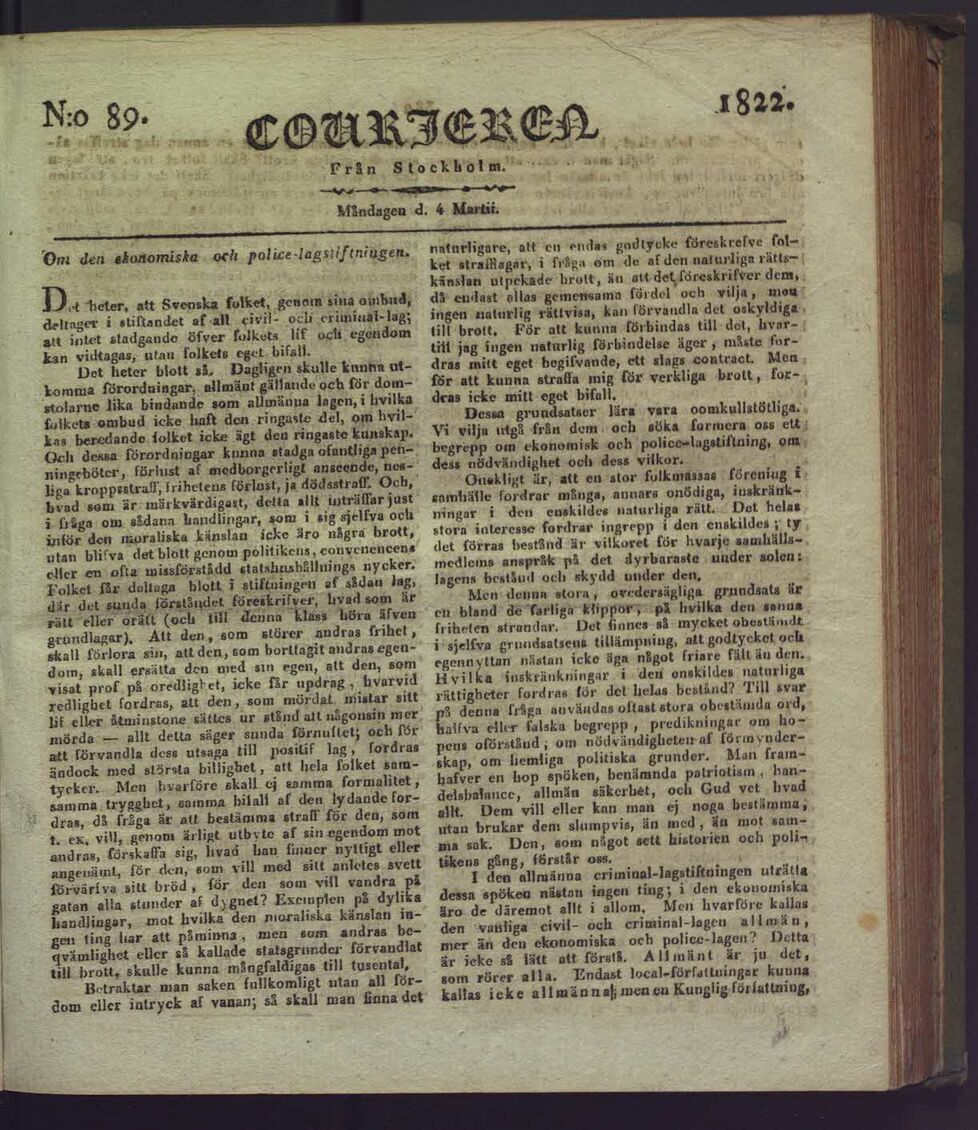 N:o 89.
COURIEREN
1822.
Från Stockholm.
Måndagen d. 4 Martii.
Om den ekonomiska och police-lagstiftningen.
Det heter, att Svenska folket, genom sina ombud,
deltager i stiftandet af all civil- och criminal-lag;
att intet stadgande öfver folkets lif och egendom
kan vidtagas, utan folkets eget bifall.
Det heter blott så. Dagligen skulle kunna ut-
komma förordningar, allmänt gällande och för dom-
stolarne lika bindande som allmänna lagen, i hvilka
folkets ombud icke haft den ringaste del, om hvil-
kas beredande folket icke ägt den ringaste kunskap.
Och dessa förordningar kunna stadga ofantliga pen-
ningeböter, förlust af medborgerligt anseende, nes-
liga kroppsstraff, frihetens förlust, ja dödsstraff. Och,
hvad som är märkvärdigast, detta allt inträffar just
i fråga om sådana handlingar, som i sig sjelfva och
inför den moraliska känslan icke äro några brott,
utan blifva det blott genom politikens, convenencens
eller en ofta missförstådd statshushållnings nycker.
Folket får deltaga blott i stiftningen af sådan lag,
där det sunda förståndet föreskrifver, hvad som är
rätt eller orätt (och till denna klass höra äfven
grundlagar). Att den, som störer andras frihet,
skall förlora sin, att den, som borttagit andras egen-
dom, skall ersätta den med sin egen, att den, som
visat prof på oredlighet, icke får updrag, hvarvid
redlighet fordras, att den, som mördat, mistar sitt
lif eller åtminstone sättes ur stånd att någonsin mer
mörda — allt detta säger sunda förnuftet; och för
att förvandla dess utsaga till positif lag, fordras
ändock med största billighet, att hela folket sam-
tycker. Men hvarföre skall ej samma formalitet,
samma trygghet, samma bifall af den lydande for-
dras, då fråga är att bestämma straff för den, som
t. ex. vill, genom ärligt utbyte af sin egendom mot
andras, förskaffa sig, hvad han finner nyttigt eller
angenämt, för den, som vill med sitt anletes svett
förvärfva sitt bröd, för den som vill vandra på
gatan alla stunder af dygnet? Exemplen på dylika
handlingar, mot hvilka den moraliska känslan in-
gen ting har att påminna, men som andras be-
qvämlighet eller så kallade statsgrunder förvandlat
till brott, skulle kunna mångfaldigas till tusental.
Betraktar man saken fullkomligt utan all för-
dom eller intryck af vanan; så skall man finna det
naturligare, att en endas godtycke föreskrefve fol-
ket strafflagar, i fråga om de af den naturliga rätts-
känslan utpekade brott, än att det föreskrifver dem,
då endast allas gemensama fördel och vilja, men
ingen naturlig rättvisa, kan förvandla det oskyldiga
till brott. För att kunna förbindas till det, hvar-
till jag ingen naturlig förbindelse äger, måste for-
dras mitt eget begifvande, ett slags contract. Men
för att kunna straffa mig för verkliga brott, for-
dras icke mitt eget bifall.
Dessa grundsatser lära vara oomkullstötliga.
Vi vilja utgå från dem och söka formera oss ett
begrepp om ekonomisk och police-lagstiftning, om
dess nödvändighet och dess vilkor.
Onekligt är, att en stor folkmassas förening i
samhälle fordrar många, annars onödiga, inskränk-
ningar i den enskildes naturliga rätt. Det helas
stora interesse fordrar ingrepp i den enskildes; ty
det förras bestånd är vilkoret för hvarje samhälls-
medlems anspråk på det dyrbaraste under solen:
lagens bestånd och skydd under den.
Men denna stora, ovedersägliga grundsats är
en bland de farliga klippor, på hvilka den sanna
friheten strandar. Det finnes så mycket obestämdt
i sjelfva grundsatsens tillämpning, att godtycket och
egennyttan nästan icke äga något friare fält än den.
Hvilka inskränkningar i den enskildes naturliga
rättigheter fordras för det helas bestånd? Till svar
på denna fråga användas oftast stora obestämda ord,
halfva eller falska begrepp, predikningar om ho-
pens oförstånd, om nödvändigheten af förmynder-
skap, om hemliga politiska grunder. Man fram-
hafver en hop spöken, benämnda patriotism, han-
delsbalance, allmän säkerhet, och Gud vet hvad
allt. Dem vill eller kan man ej noga bestämma,
utan brukar dem slumpvis, än med, än mot sam-
ma sak. Den, som något sett historien och poli-
tikens gång, förstår oss.
I den allmänna criminal-lagstiftningen uträtta
dessa spöken nästan ingen ting; i den ekonomiska
äro de däremot allt i allom. Men hvarföre kallas
den vanliga civil- och criminal-lagen allmän,
mer än den ekonomiska och police-lagen? Detta
är icke så lätt att förstå. Allmänt är ju det,
som rörer alla. Endast local-författningar kunna
kallas icke allmänna; men en Kunglig författning,